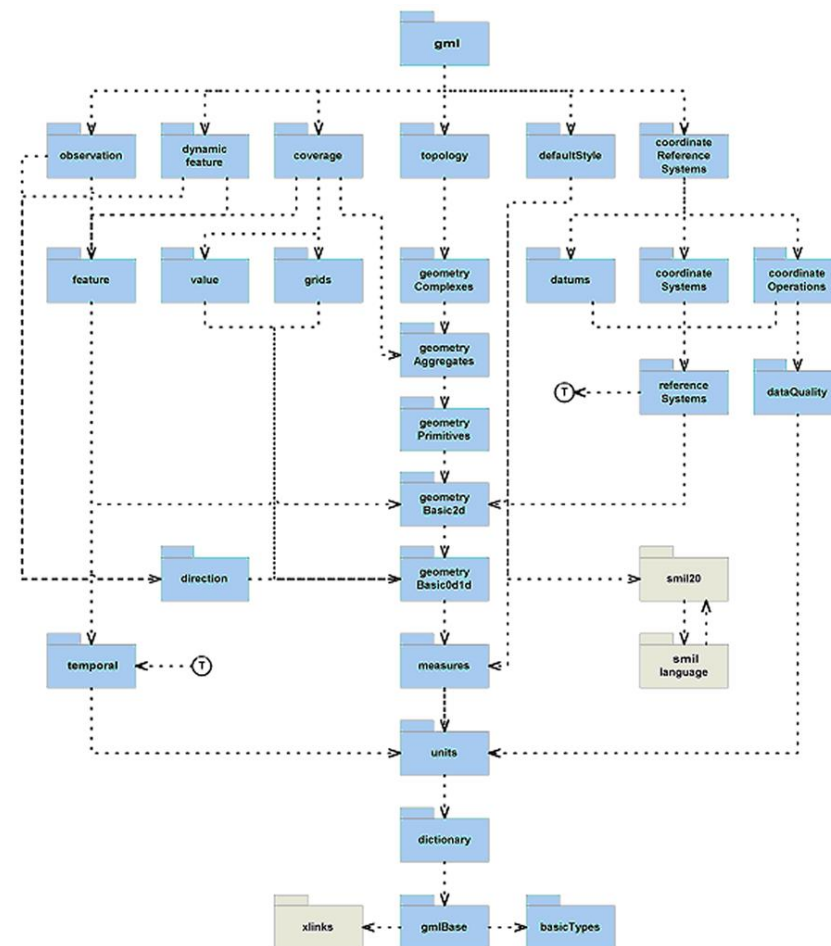 gml
observation
dynamic
feature
coverage
topology
defaultStyle
coordinate
Reference
Systems
feature
value
grids
geometry
Complexes
datums
coordinate
Systems
coordinate
Operations
geometry
Aggregates
T
reference
Systems
dataQuality
geometry
Primitives
geometry
Basic2d
direction
geometry
Basic0d1d
smil20
temporal
T
measures
smil
language
units
dictionary
xlinks
gmlBase
basicTypes